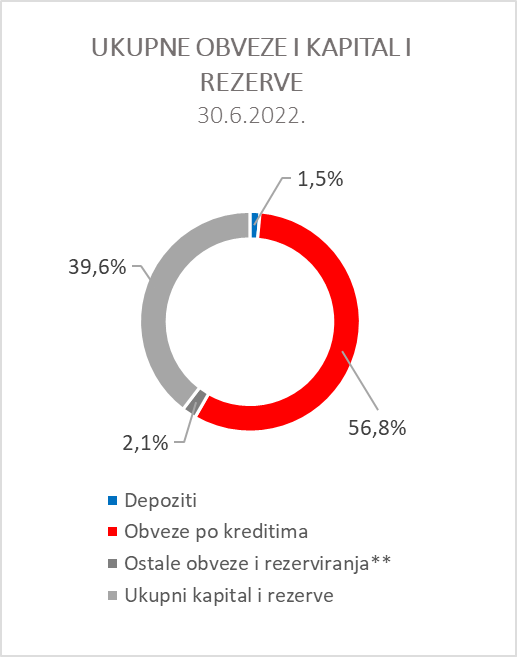 UKUPNE OBVEZE I KAPITAL I
REZERVE
30.6.2022.
1,5%
39,6%
56,8%
2,1%
Depoziti
Obveze po kreditima
Ostale obveze i rezerviranja**
Ukupni kapital i rezerve